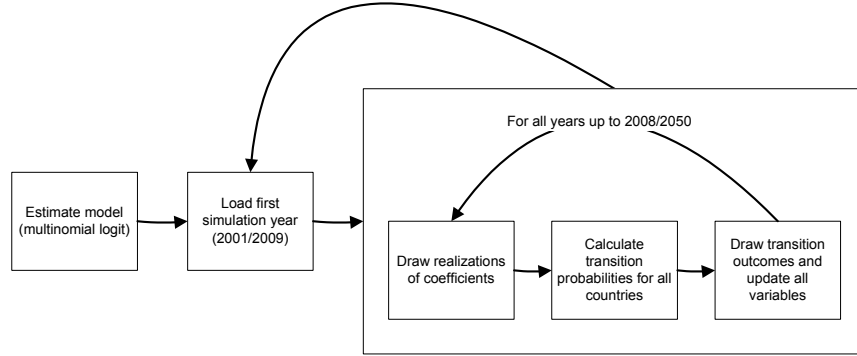 For all years up to 2008/2050
Estimate model
(multinomial logit)
Load first
simulation year
(2001/2009)
Draw realizations
of coefficients
Calculate
transition
probabilities for all
countries
Draw transition
outcomes and
update all
variables